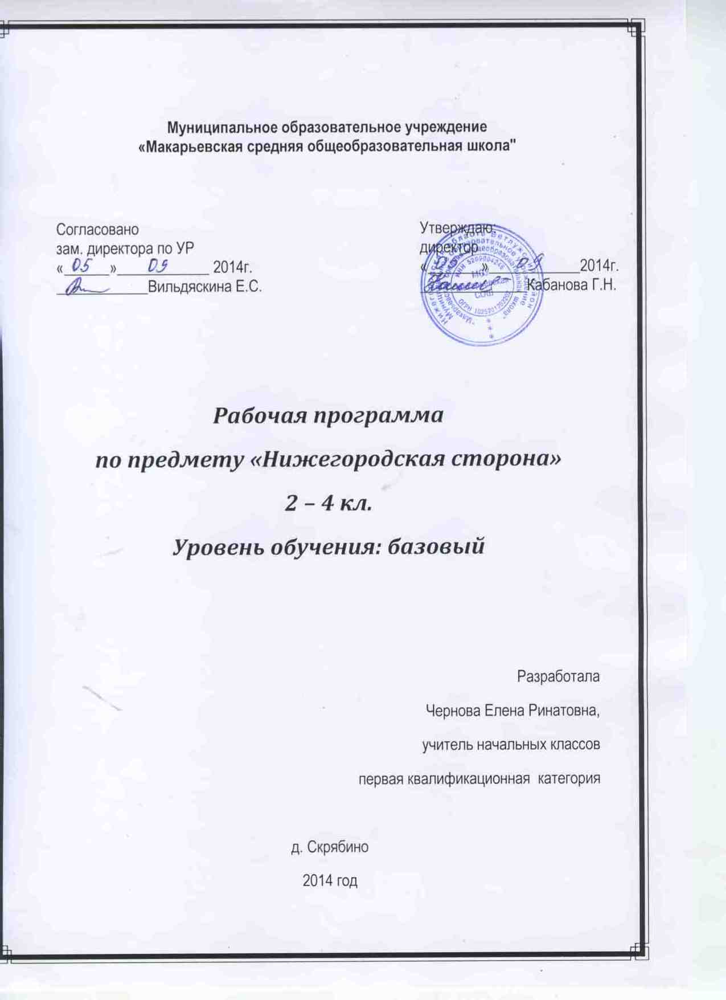 Муниципальное образовательное учреждение
«Макарьевская средняя общеобразовательная школа"
Согласовано
зам. директора по УР
« 05 » 09 2014г.
Вильдяскина Е.С.
Утверждаю:
директор
« 05 » 09 2014г.
Кабанова Г.Н.
Рабочая программа
по предмету «Нижегородская сторона»
2 – 4 кл.
Уровень обучения: базовый
Разработала
Чернова Елена Ринатовна,
учитель начальных классов
первая квалификационная категория
д. Скрябино
2014 год